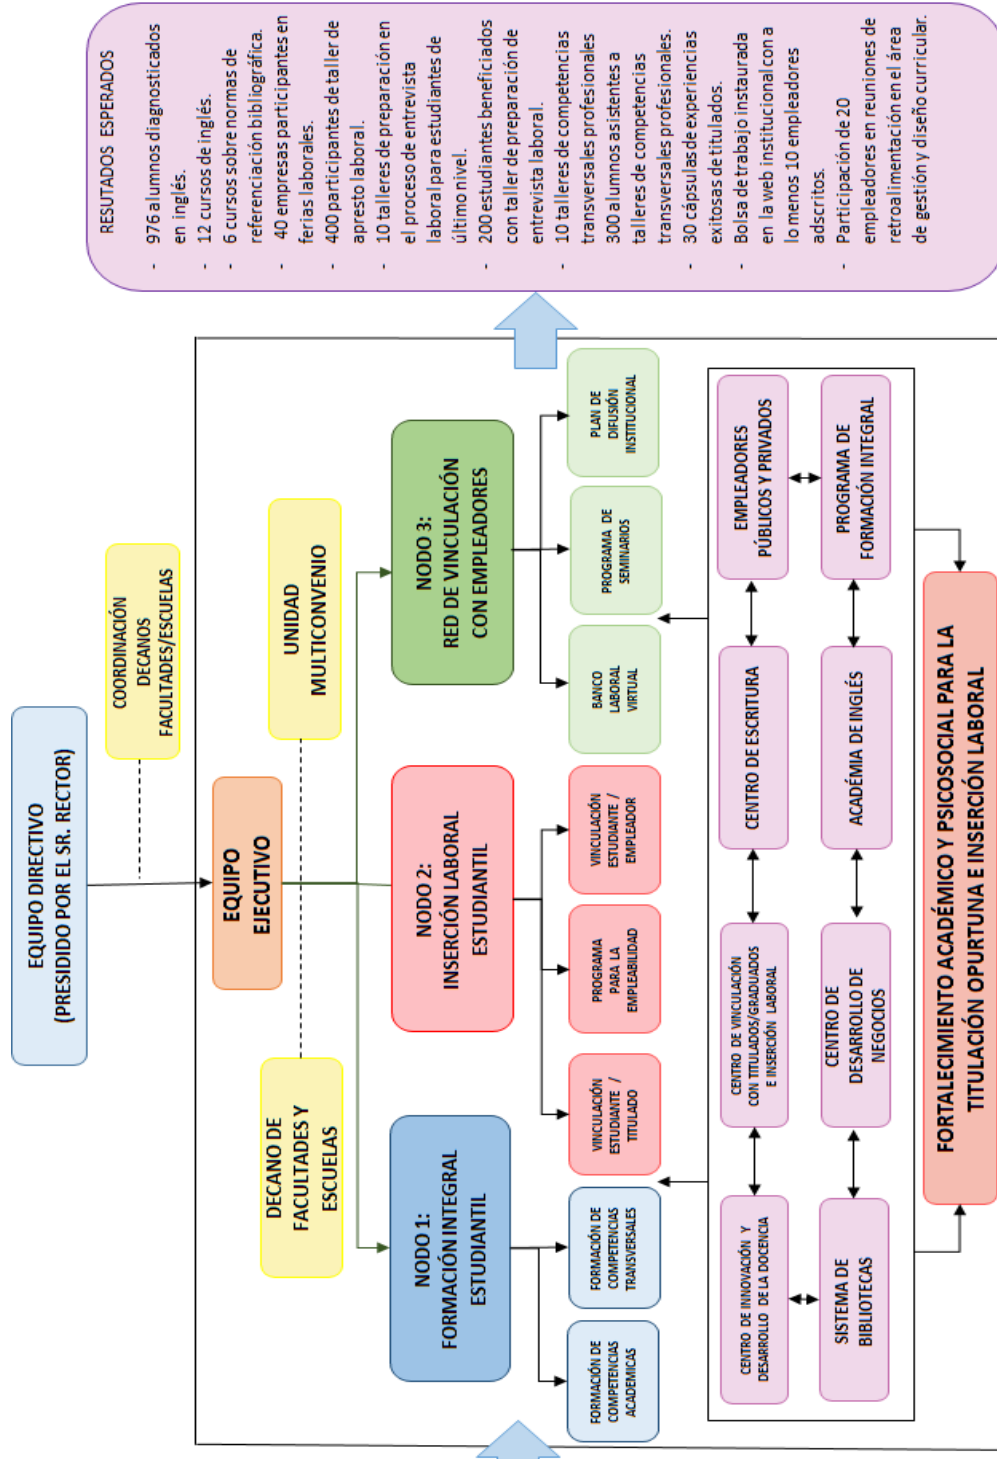 EQUIPO DIRECTIVO
(PRESIDIDO POR EL SR. RECTOR)
COORDINACIÓN
DECANOS
FACULTADES/ESCUELAS
EQUIPO
EJECUTIVO
DECANO DE
FACULTADES Y
ESCUELAS
UNIDAD
MULTICONVENIO
NODO 1:
FORMACIÓN INTEGRAL
ESTUDIANTIL
NODO 2:
INSERCIÓN LABORAL
ESTUDIANTIL
NODO 3:
RED DE VINCULACIÓN
CON EMPLEADORES
FORMACIÓN DE
COMPETENCIAS
ACADEMICAS
FORMACIÓN DE
COMPETENCIAS
TRANSVERSALES
VINCULACIÓN
ESTUDIANTE /
TITULADO
PROGRAMA
PARA LA
EMPLEABILIDAD
VINCULACIÓN
ESTUDIANTE /
EMPLEADOR
BANCO
LABORAL
VIRTUAL
PROGRAMA DE
SEMINARIOS
PLAN DE
DIFUSIÓN
INSTITUCIONAL
CENTRO DE INNOVACIÓN Y
DESARROLLO DE LA DOCENCIA
CENTRO DE VINCULACIÓN
CON TITULADOS/GRADUADOS
E INSERCIÓN LABORAL
CENTRO DE ESCRITURA
EMPLEADORES
PÚBLICOS Y PRIVADOS
SISTEMA DE
BIBLIOTECAS
CENTRO DE
DESARROLLO DE
NEGOCIOS
ACADÉMIA DE INGLÉS
PROGRAMA DE
FORMACIÓN INTEGRAL
FORTALECIMIENTO ACADÉMICO Y PSICOSOCIAL PARA LA
TITULACIÓN OPURTUNA E INSERCIÓN LABORAL
RESUTADOS ESPERADOS
- 976 alumnos diagnosticados
en inglés.
- 12 cursos de inglés.
- 6 cursos sobre normas de
referenciación bibliográfica.
- 40 empresas participantes en
ferias laborales.
- 400 participantes de taller de
apresto laboral.
- 10 talleres de preparación en
el proceso de entrevista
laboral para estudiantes de
último nivel.
- 200 estudiantes beneficiados
con taller de preparación de
entrevista laboral.
- 10 talleres de competencias
transversales profesionales
- 300 alumnos asistentes a
talleres de competencias
transversales profesionales.
- 30 cápsulas de experiencias
exitosas de titulados.
- Bolsa de trabajo instaurada
en la web institucional con a
lo menos 10 empleadores
adscritos.
- Participación de 20
empleadores en reuniones de
retroalimentación en el área
de gestión y diseño curricular.